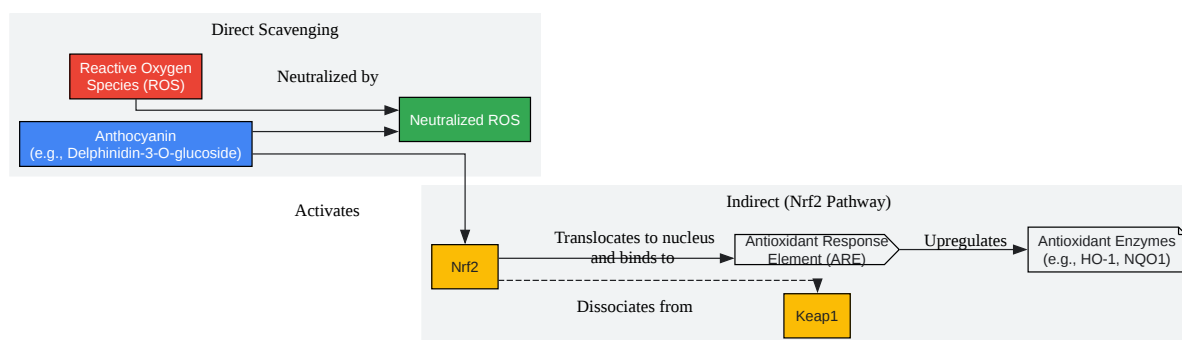 Direct Scavenging
Reactive Oxygen
Species (ROS)
Neutralized by
Neutralized ROS
Anthocyanin
(e.g., Delphinidin-3-O-glucoside)
Activates
Indirect (Nrf2 Pathway)
Nrf2
Translocates to nucleus
and binds to
Antioxidant Response
Element (ARE)
Upregulates
Antioxidant Enzymes
(e.g., HO-1, NQO1)
Dissociates from
Keap1